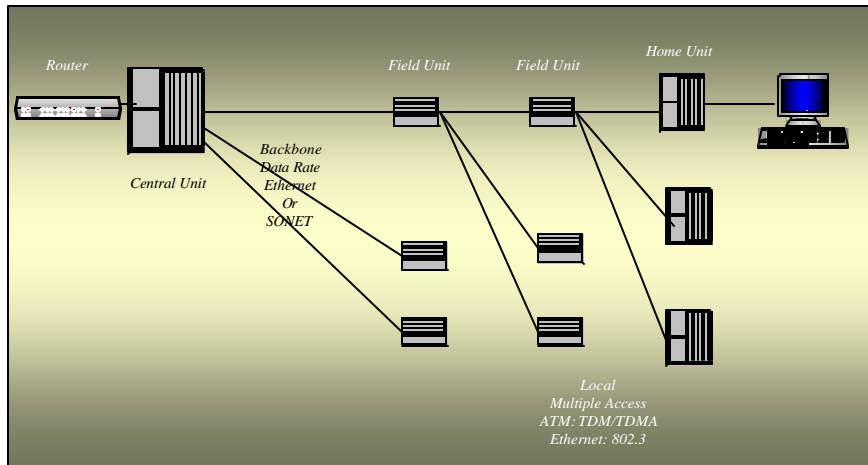 Router
Field Unit
Field Unit
Home Unit
Central Unit
Backbone
Data Rate
Ethernet
Or
SONET
Local
Multiple Access
ATM: TDM/TDMA
Ethernet: 802.3